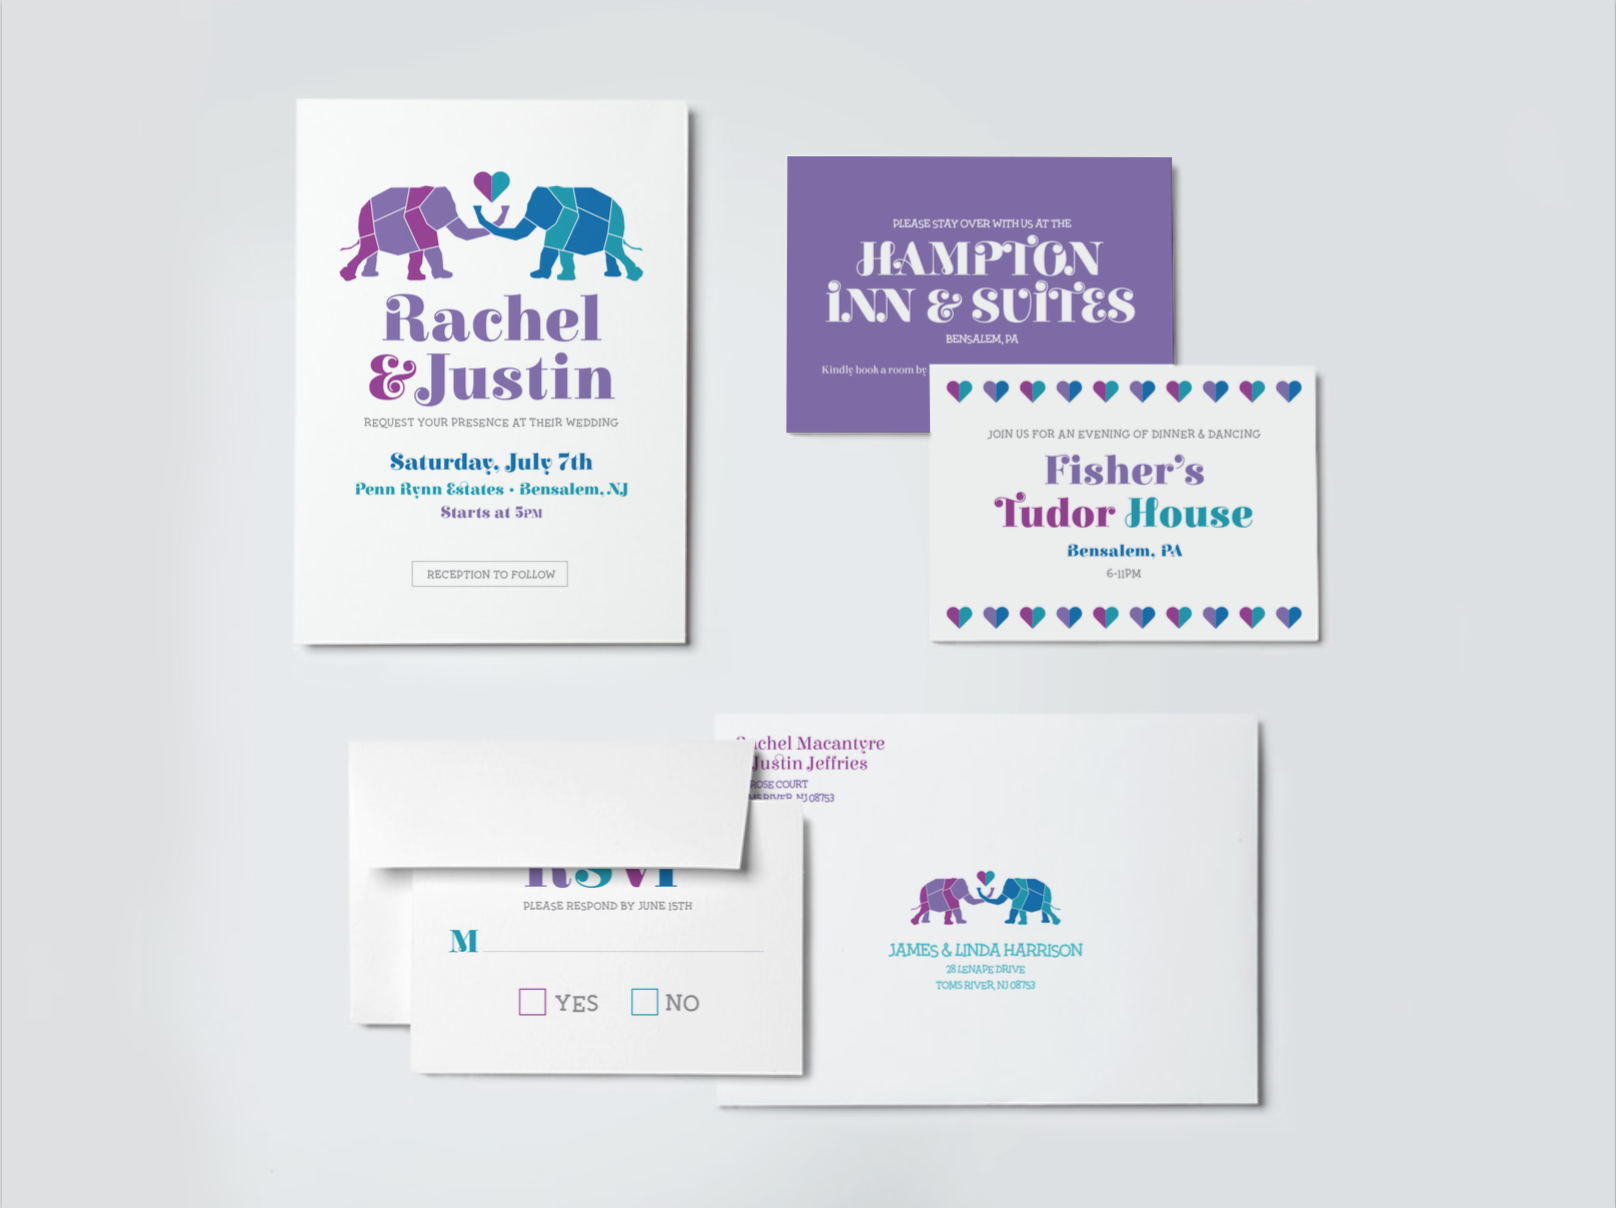 Rachel
&Justin
REQUEST YOUR PRESENCE AT THEIR WEDDING
Saturday, July 7th
Penn Rynn Estates • Bensalem, NJ
Starts at 5PM
RECEPTION TO FOLLOW
PLEASE STAY OVER WITH US AT THE
HAMPTON
INN & SUITES
BENSALEM, PA
Kindly book a room by
JOIN US FOR AN EVENING OF DINNER & DANCING
Fisher's
Tudor House
Bensalem, PA
6-11PM
Macantyre
Justin Jeffries
ROSE COURT
RIVER, NJ 08753
RSVP
PLEASE RESPOND BY JUNE 15TH
M
YES NO
JAMES & LINDA HARRISON
28 LENAPE DRIVE
TOMS RIVER, NJ 08753